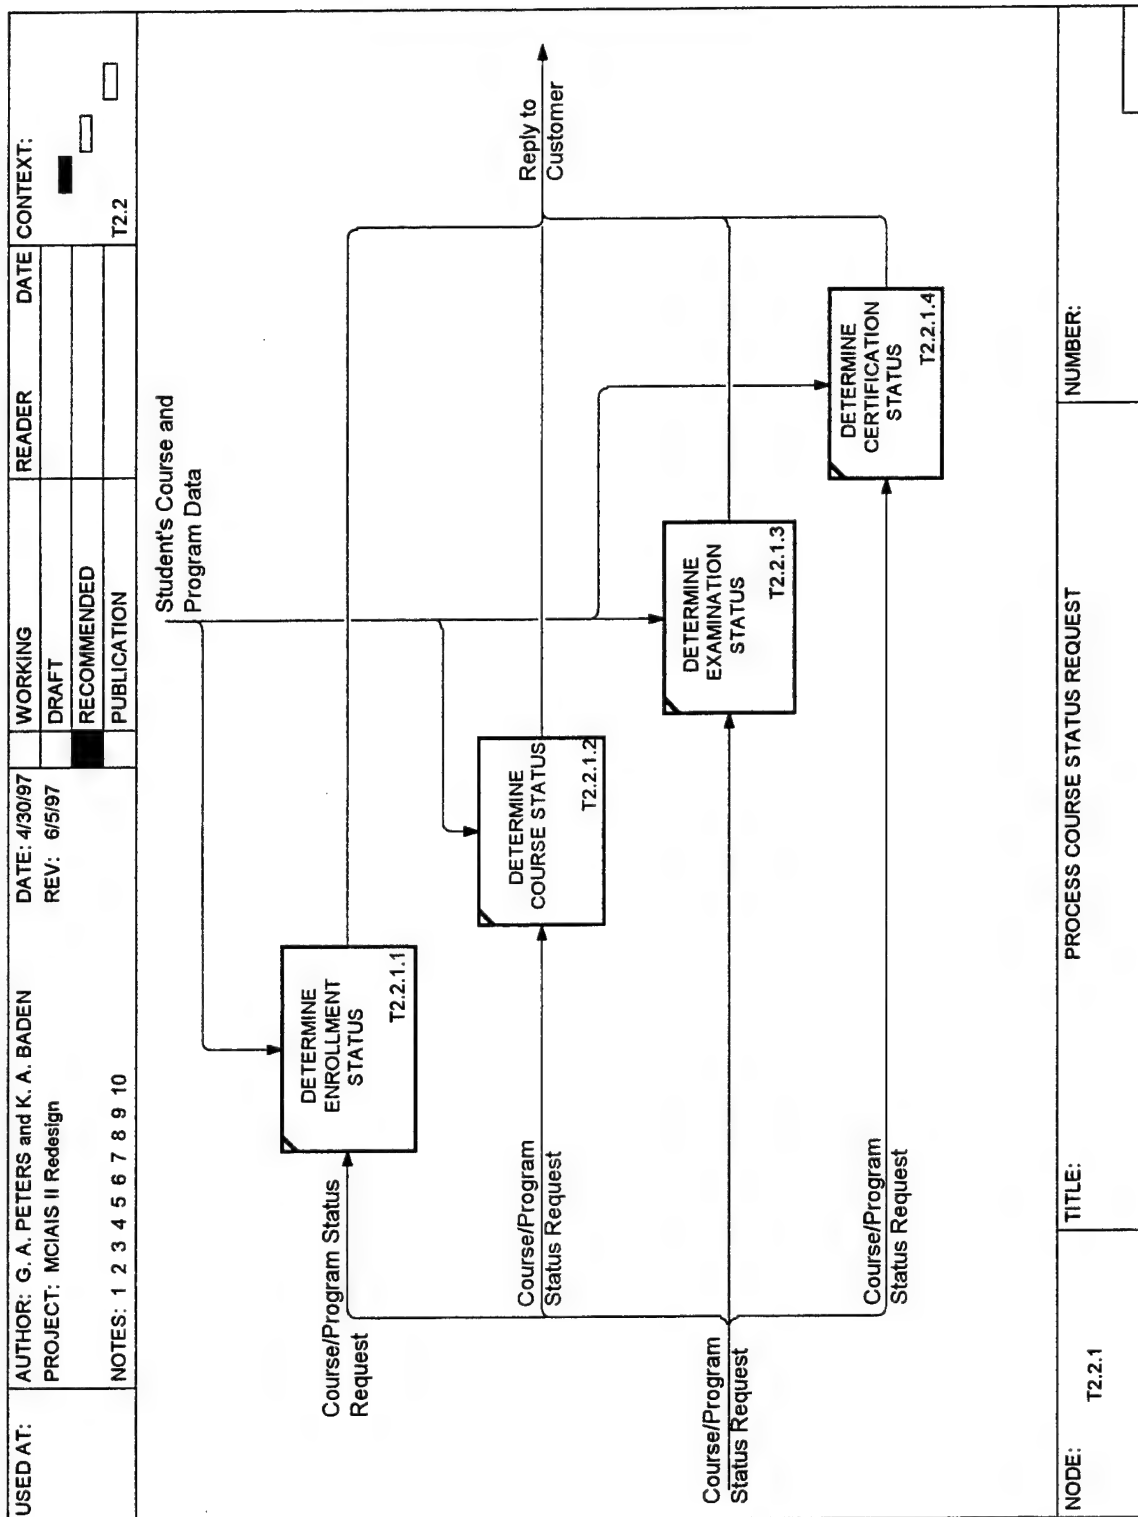 USED AT:
AUTHOR: G. A. PETERS and K. A. BADEN
DATE: 4/30/97
PROJECT: MCIAIS II Redesign
REV: 6/5/97
NOTES: 1 2 3 4 5 6 7 8 9 10
WORKING
DRAFT
RECOMMENDED
PUBLICATION
READER
DATE
CONTEXT:
T2.2
Student's Course and
Program Data
DETERMINE
ENROLLMENT
STATUS
T2.2.1.1
Course/Program Status
Request
DETERMINE
COURSE STATUS
T2.2.1.2
Course/Program
Status Request
Reply to
Customer
DETERMINE
EXAMINATION
STATUS
T2.2.1.3
Course/Program
Status Request
DETERMINE
CERTIFICATION
STATUS
T2.2.1.4
Course/Program
Status Request
NODE:
T2.2.1
TITLE:
PROCESS COURSE STATUS REQUEST
NUMBER: